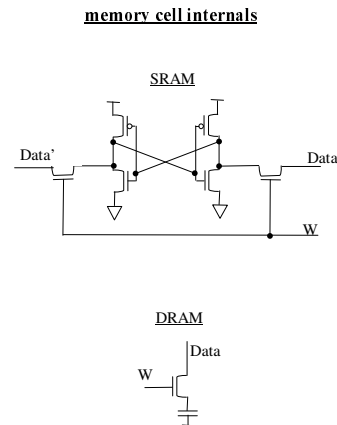 memory cell internals
SRAM
Data’
Data
W
DRAM
Data
W